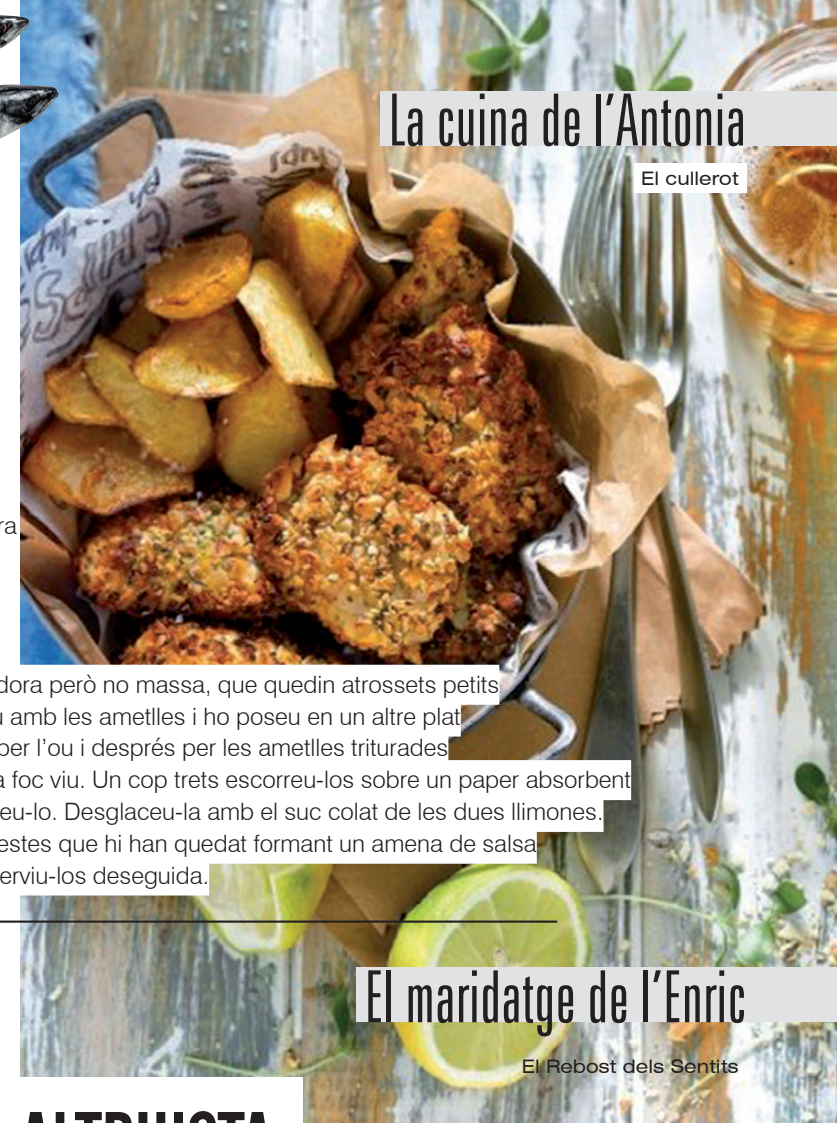 La cuina de l'Antonia
El cullerot
CHIPS
ra
dora però no massa, que quedin atrossets petits
u amb les ametlles i ho poseu en un altre plat
per l'ou i després per les ametlles triturades
a foc viu. Un cop trets escorreu-los sobre un paper absorbent
eu-lo. Desglaceu-la amb el suc colat de les dues llimones.
estes que hi han quedat formant un amena de salsa
erviu-los deseguida.
El maridatge de l'Enric
El Rebost dels Sentits